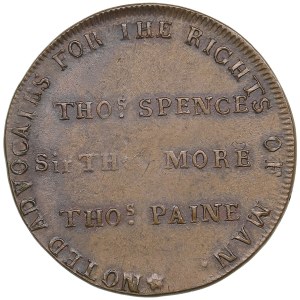 NOTED ADVOCATES FOR THE RIGHTS OF MAN.
THOS. SPENCE
Sir THOS. MORE
THOS. PAINE